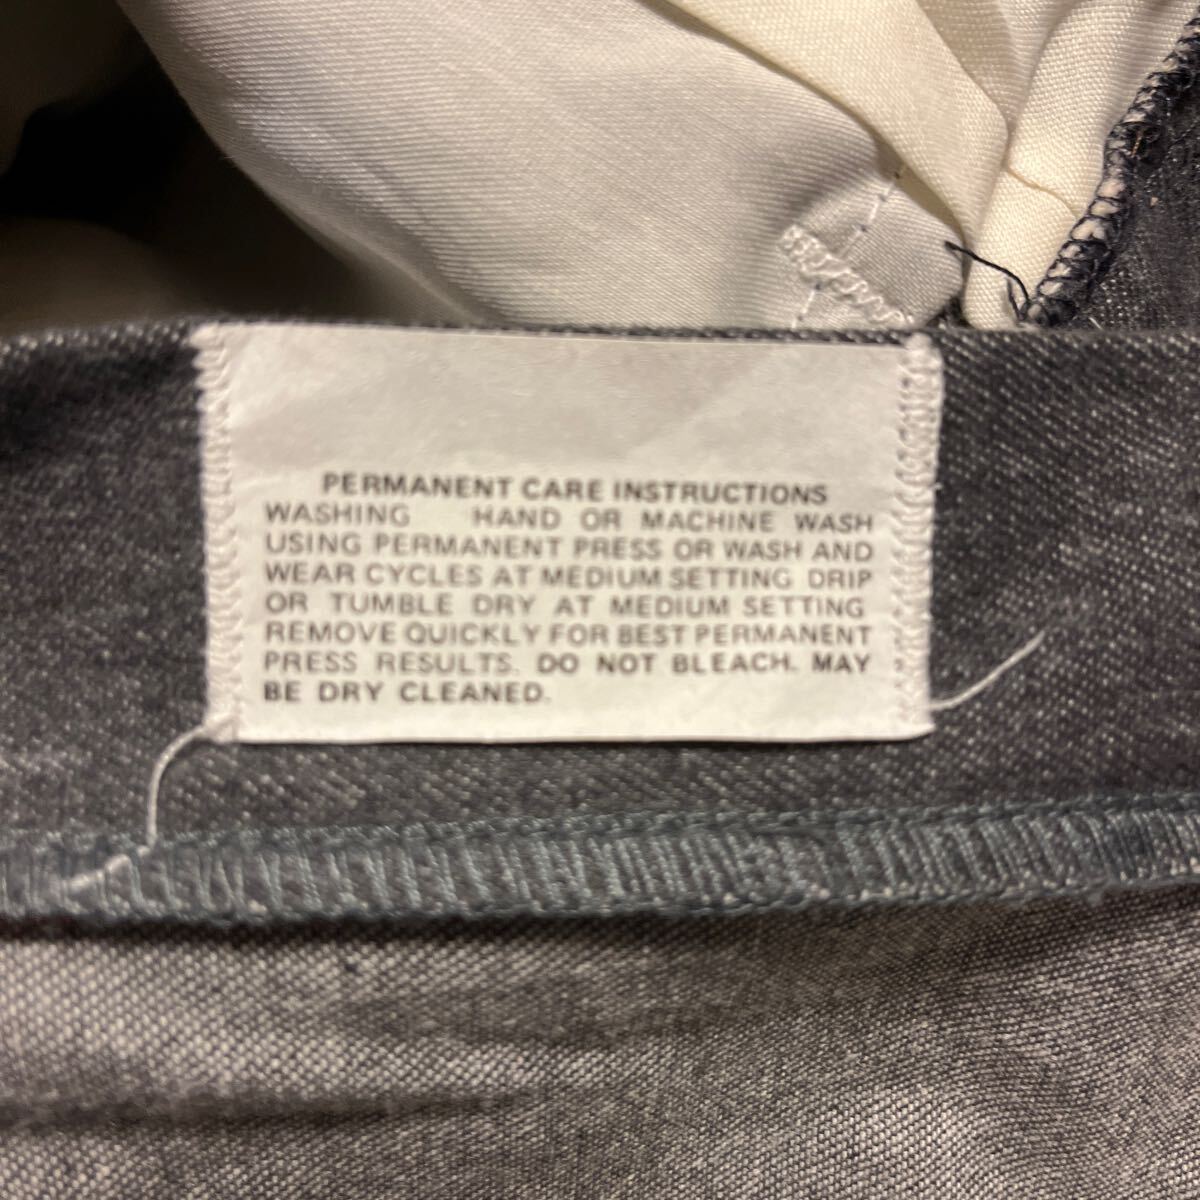 PERMANENT CARE INSTRUCTIONS
WASHING HAND OR MACHINE WASH
USING PERMANENT PRESS OR WASH AND
WEAR CYCLES AT MEDIUM SETTING DRIP
OR TUMBLE DRY AT MEDIUM SETTING
REMOVE QUICKLY FOR BEST PERMANENT
PRESS RESULTS. DO NOT BLEACH. MAY
BE DRY CLEANED.